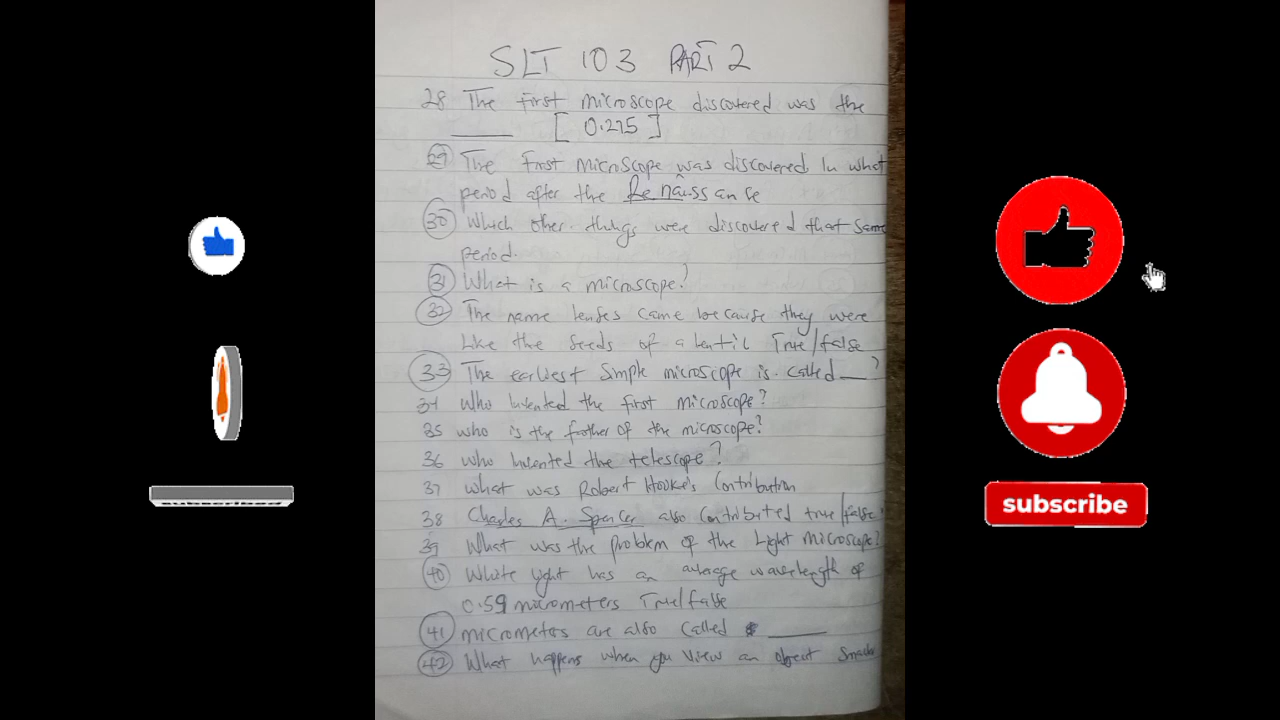 SLT 103 PART 2
28 The first microscope discovered was the
______ [ 0.275 ]
29 The First microscope was discovered in what
period after the Renaissanse
30 Which other things were discovered that same
period.
31 What is a microscope?
32 The name lenses came because they were
like the seeds of a lentil True/false
33 The earliest simple microscope is called ___?
34 Who invented the first microscope?
35 who is the father of the microscope?
36 who invented the telescope?
37 what was Robert Hooke's Contribution
38 Charles A. Spencer also contributed true/false
39 What was the problem of the Light microscope?
40 White light has an average wavelength of
0.59 micrometers True/false
41 micrometers are also called ______
42 What happens when you view an object
subscribe